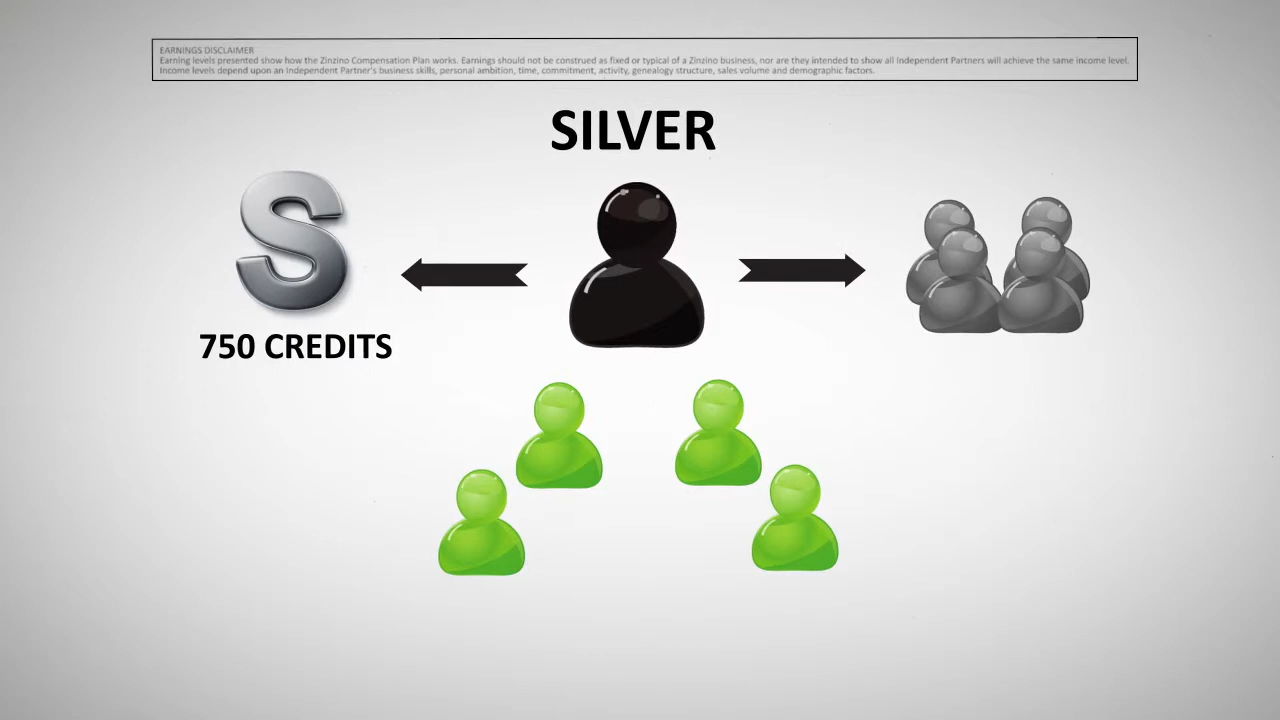 EARNINGS DISCLAIMER
Earning levels presented show how the Zinzino Compensation Plan works. Earnings should not be construed as fixed or typical of a Zinzino business, nor are they intended to show all Independent Partners will achieve the same income level.
Income levels depend upon an Independent Partner's business skills, personal ambition, time, commitment, activity, genealogy structure, sales volume and demographic factors.
SILVER
S
750 CREDITS